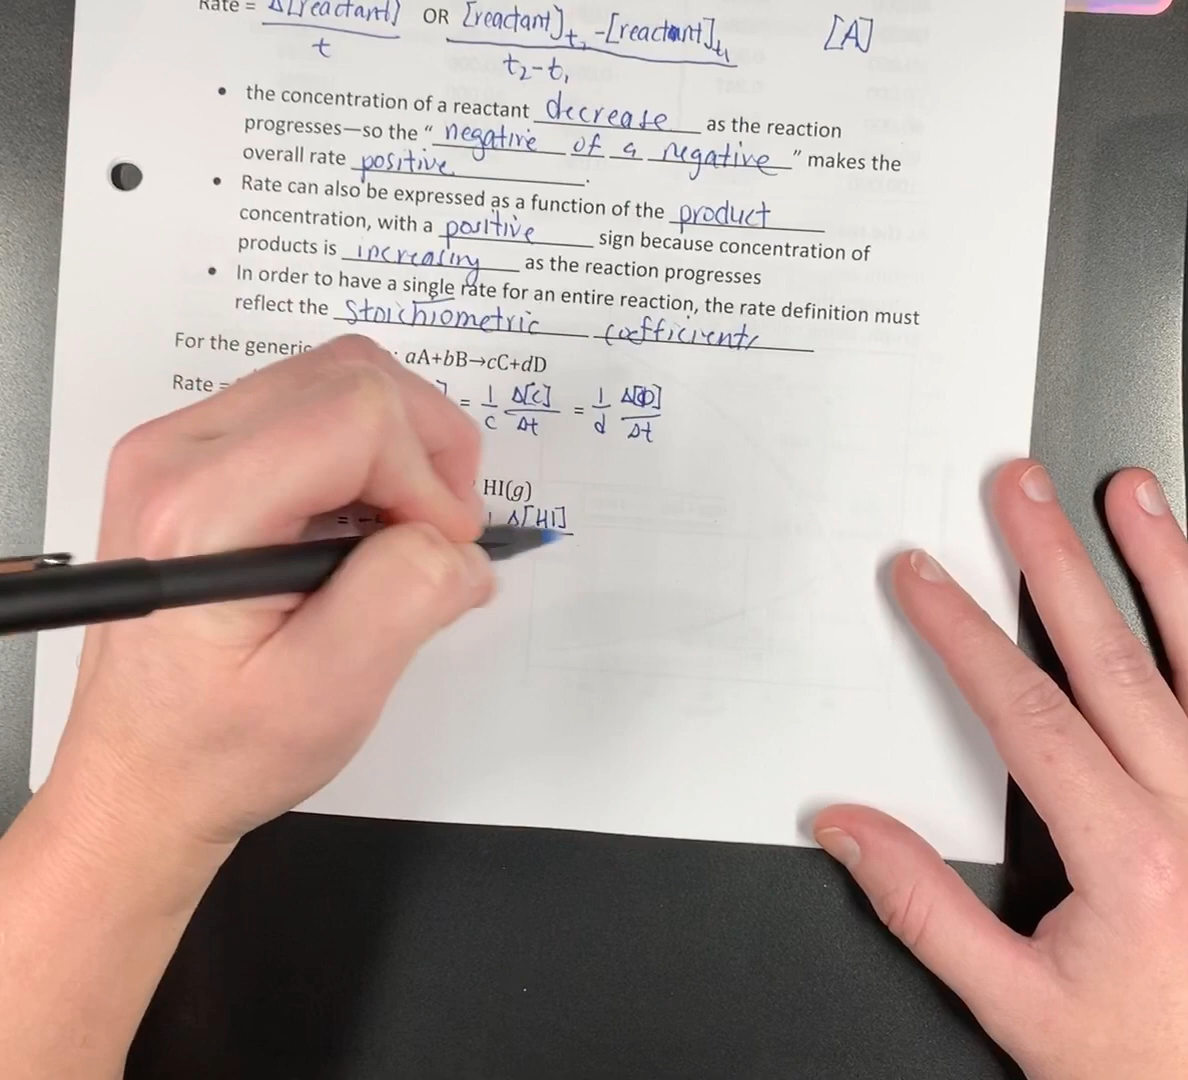 Rate = Δ[reactant] / t OR [reactant]t₂ - [reactant]t₁ / t₂-t₁ [A]
• the concentration of a reactant decrease as the reaction
progresses—so the “ negative of a negative ” makes the
overall rate positive .
• Rate can also be expressed as a function of the product
concentration, with a positive sign because concentration of
products is increasing as the reaction progresses
• In order to have a single rate for an entire reaction, the rate definition must
reflect the stoichiometric coefficients
For the generic : aA+bB→cC+dD
Rate = ] = 1/c Δ[C]/Δt = 1/d Δ[D]/Δt
HI(g)
= - 1 Δ[HI]